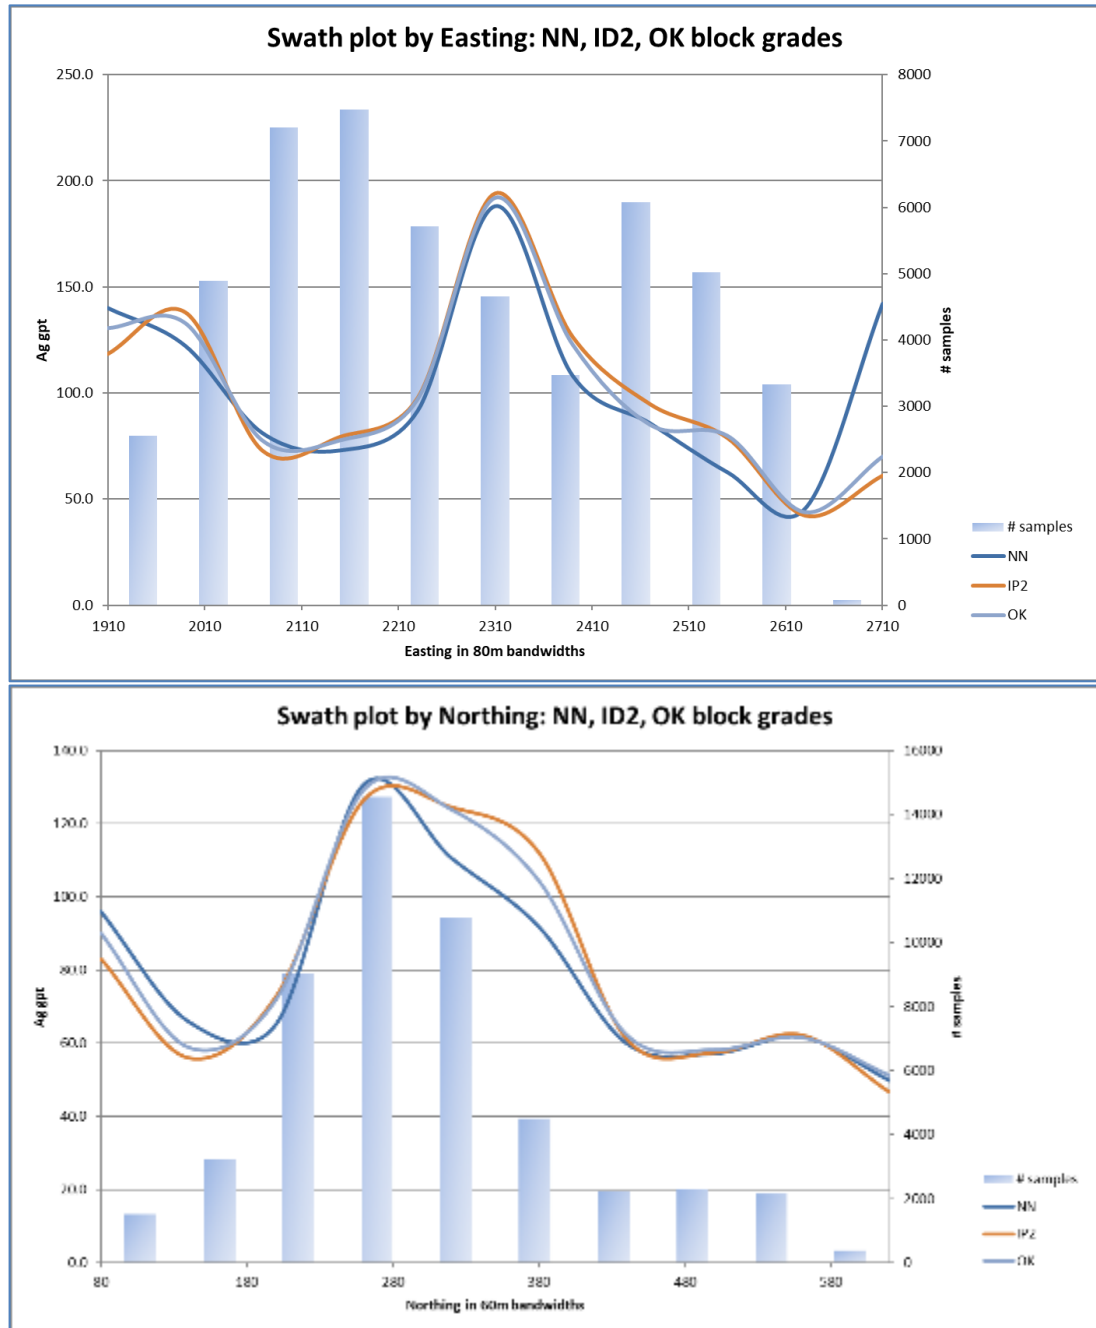 Swath plot by Easting: NN, ID2, OK block grades
250.0
200.0
150.0
100.0
50.0
0.0
Ag gpt
8000
7000
6000
5000
4000
3000
2000
1000
0
# samples
1910 2010 2110 2210 2310 2410 2510 2610 2710
Easting in 80m bandwidths
# samples
NN
IP2
OK
Swath plot by Northing: NN, ID2, OK block grades
140.0
120.0
100.0
80.0
60.0
40.0
20.0
0.0
Ag gpt
16000
14000
12000
10000
8000
6000
4000
2000
0
# samples
80 180 280 380 480 580
Northing in 60m bandwidths
# samples
NN
IP2
OK